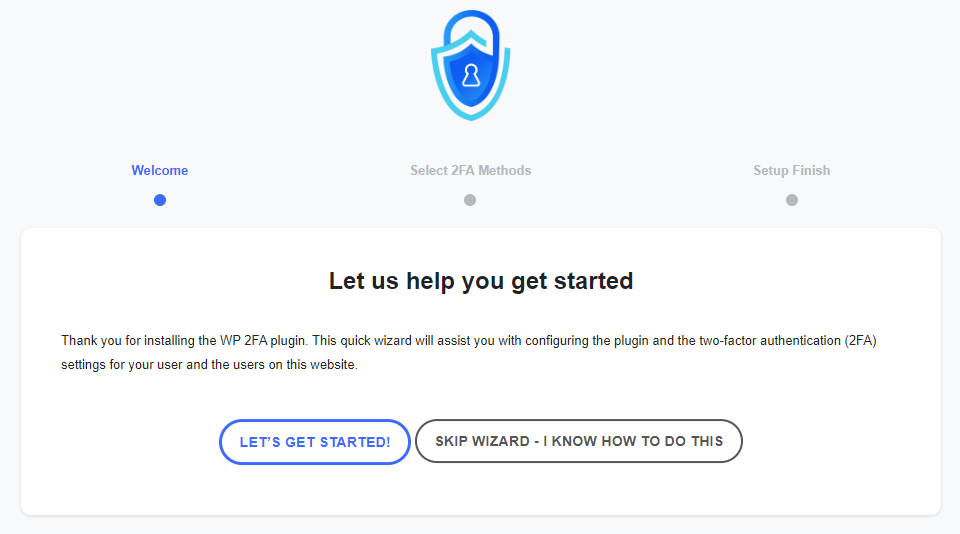 Welcome
Select 2FA Methods
Setup Finish
Let us help you get started
Thank you for installing the WP 2FA plugin. This quick wizard will assist you with configuring the plugin and the two-factor authentication (2FA)
settings for your user and the users on this website.
LET’S GET STARTED!
SKIP WIZARD - I KNOW HOW TO DO THIS